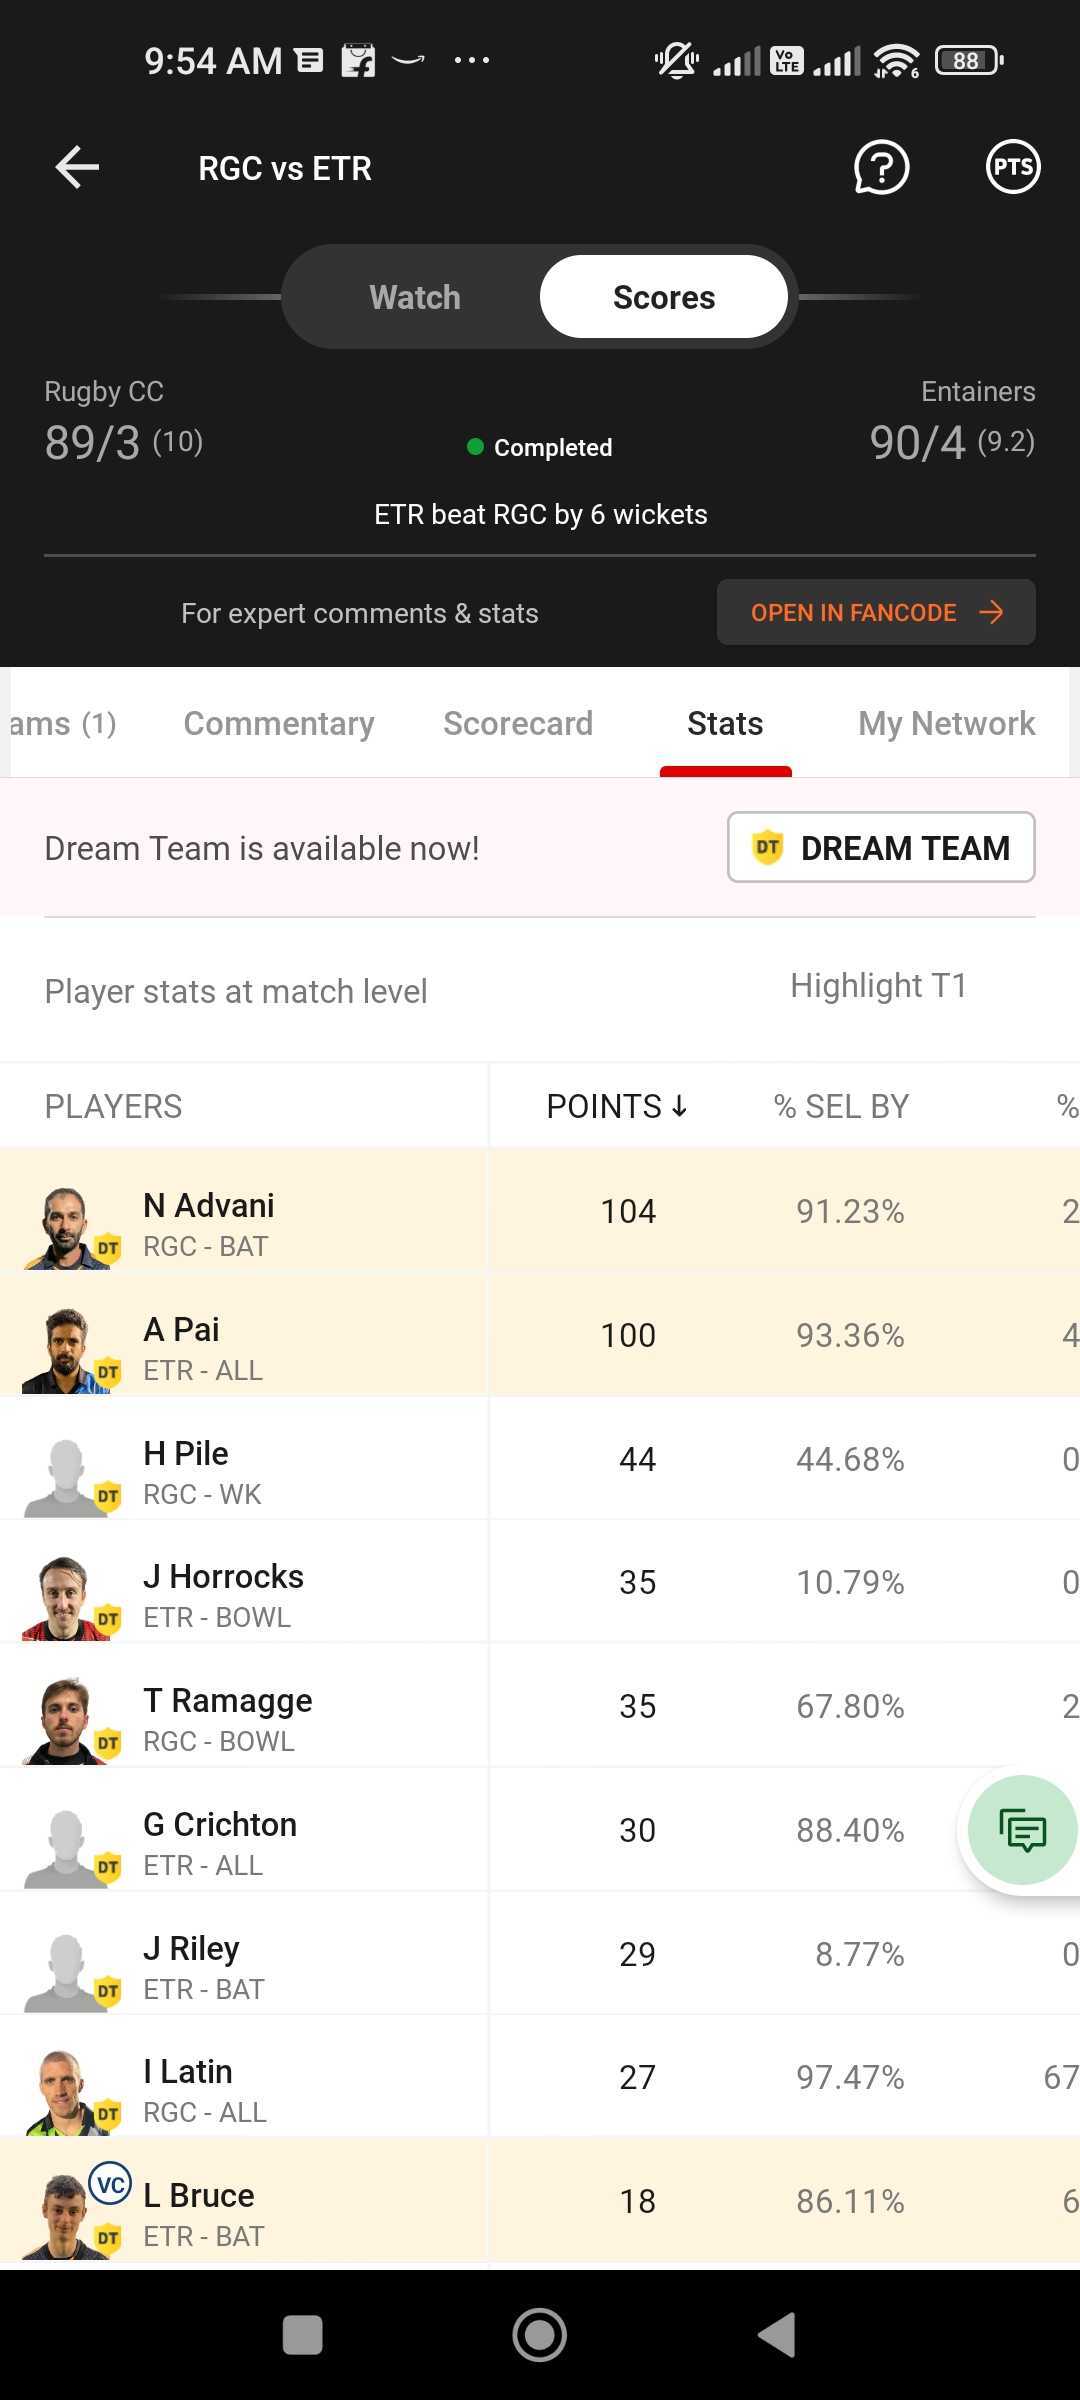 9:54 AM
Vo LTE
6
88
RGC vs ETR
PTS
Watch
Scores
Rugby CC
Entainers
89/3 (10)
Completed
90/4 (9.2)
ETR beat RGC by 6 wickets
For expert comments & stats
OPEN IN FANCODE
ams (1)
Commentary
Scorecard
Stats
My Network
Dream Team is available now!
DT DREAM TEAM
Player stats at match level
Highlight T1
PLAYERS
POINTS ↓
% SEL BY
%
N Advani
104
91.23%
2
DT
RGC - BAT
A Pai
100
93.36%
4
DT
ETR - ALL
H Pile
44
44.68%
0
DT
RGC - WK
J Horrocks
35
10.79%
0
DT
ETR - BOWL
T Ramagge
35
67.80%
2
DT
RGC - BOWL
G Crichton
30
88.40%
DT
ETR - ALL
J Riley
29
8.77%
0
DT
ETR - BAT
I Latin
27
97.47%
67
DT
RGC - ALL
VC
L Bruce
18
86.11%
6
DT
ETR - BAT